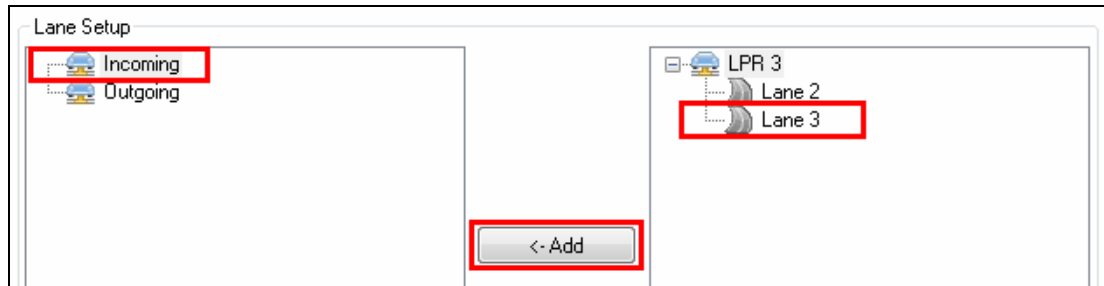 Lane Setup
Incoming
Outgoing
<- Add
LPR 3
Lane 2
Lane 3